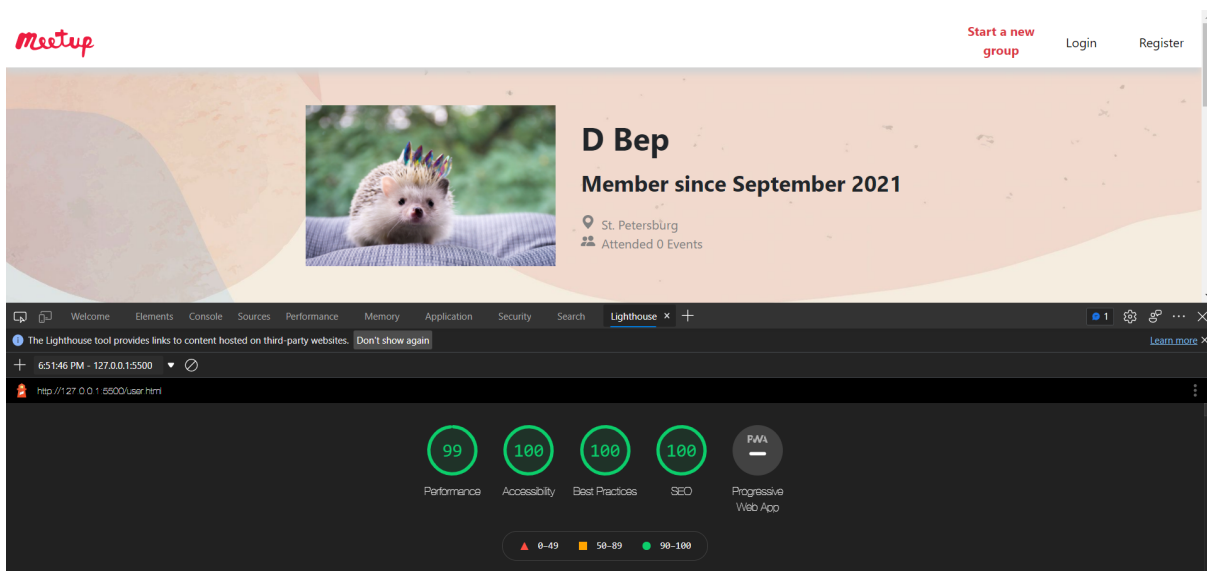 Meetup
Start a new
group
Login
Register
D Bep
Member since September 2021
St. Petersburg
Attended 0 Events
Welcome Elements Console Sources Performance Memory Application Security Search Lighthouse × + 1
The Lighthouse tool provides links to content hosted on third-party websites. Don't show again Learn more
6:51:46 PM - 127.0.0.1:5500
http://127.0.0.1:5500/user.html
99 100 100 100 PWA
Performance Accessibility Best Practices SEO Progressive
Web App
0–49 50–89 90–100